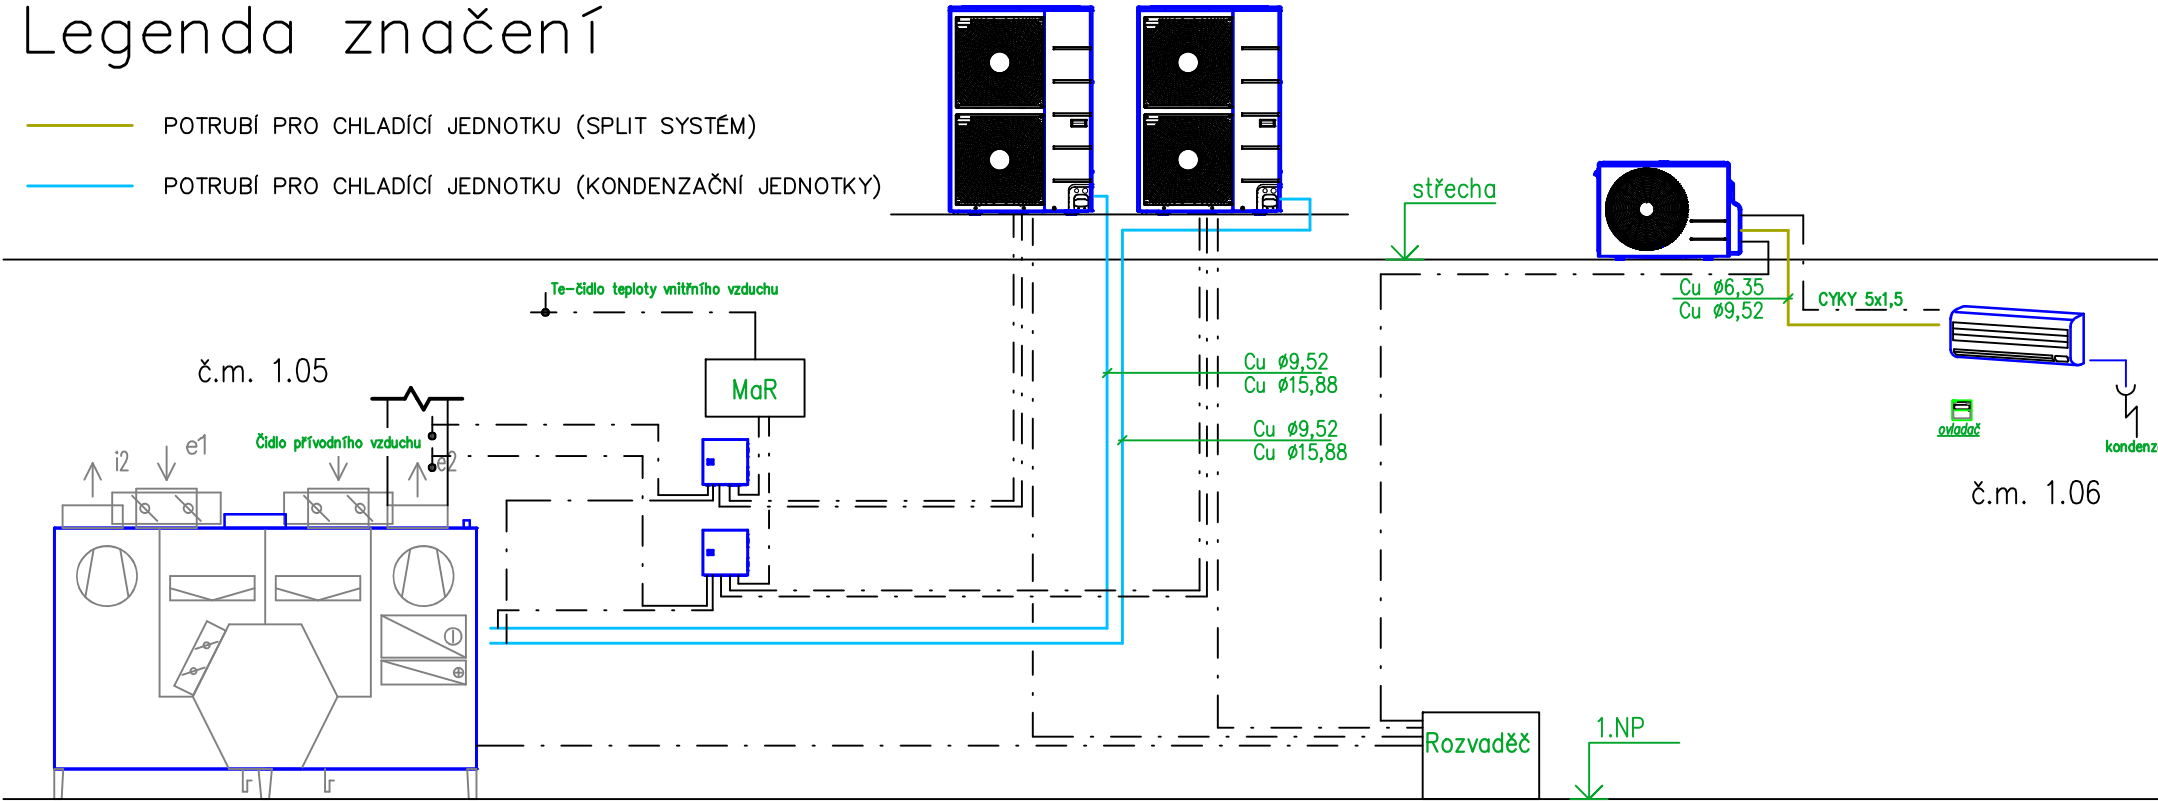 Legenda značení
POTRUBÍ PRO CHLADÍCÍ JEDNOTKU (SPLIT SYSTÉM)
POTRUBÍ PRO CHLADÍCÍ JEDNOTKU (KONDENZAČNÍ JEDNOTKY)
střecha
Te-čidlo teploty vnitřního vzduchu
Cu ø6,35
Cu ø9,52
CYKY 5x1,5
č.m. 1.05
MaR
Cu ø9,52
Cu ø15,88
Cu ø9,52
Cu ø15,88
Čidlo přívodního vzduchu
i2
e1
e2
ovladač
kondenz
č.m. 1.06
Rozvaděč
1.NP